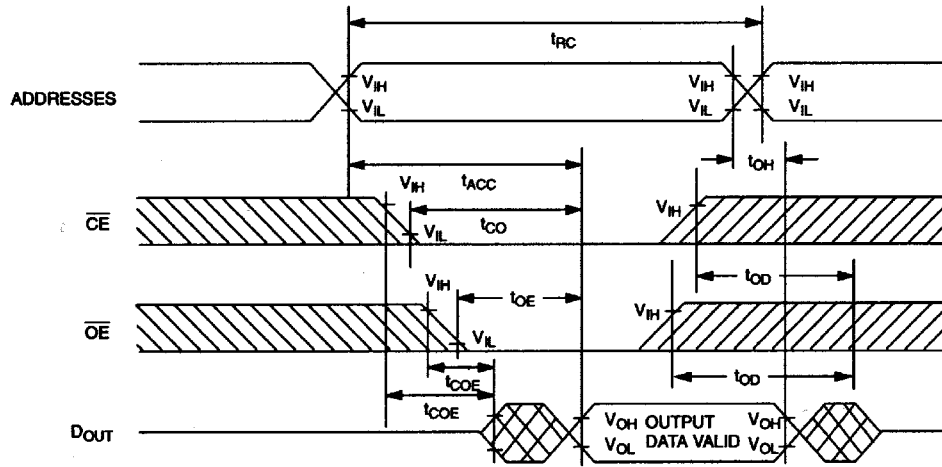 tRC
ADDRESSES
VIH VIH VIH
VIL VIL VIL
tOH
tACC
CE VIH VIH
tCO
VIL
tOD
OE VIH VIH
tOE
VIL
tCOE
tOD
tCOE
DOUT VOH OUTPUT VOH
VOL DATA VALID VOL